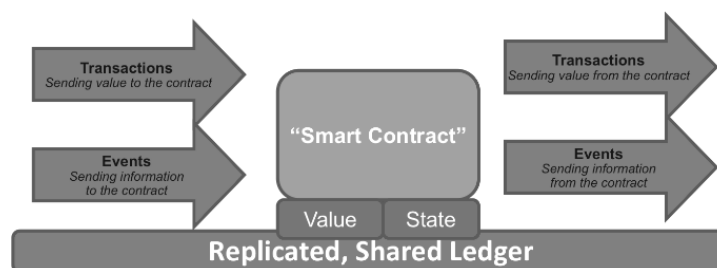 Transactions
Sending value to the contract
Events
Sending information
to the contract
“Smart Contract”
Value
State
Transactions
Sending value from the contract
Events
Sending information
from the contract
Replicated, Shared Ledger